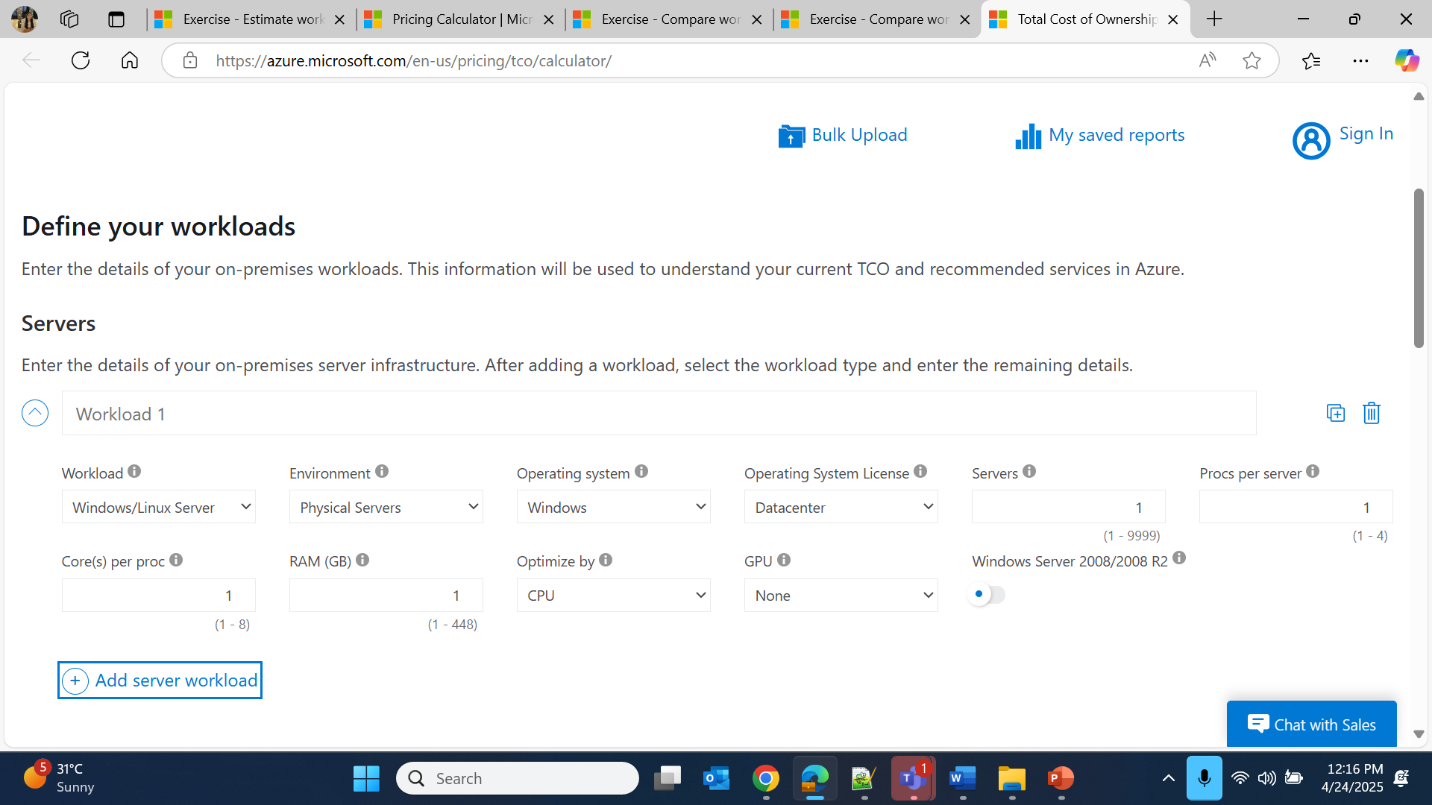 Exercise - Estimate work
Pricing Calculator | Micr
Exercise - Compare wor
Exercise - Compare wor
Total Cost of Ownership
https://azure.microsoft.com/en-us/pricing/tco/calculator/
Bulk Upload
My saved reports
Sign In
Define your workloads
Enter the details of your on-premises workloads. This information will be used to understand your current TCO and recommended services in Azure.
Servers
Enter the details of your on-premises server infrastructure. After adding a workload, select the workload type and enter the remaining details.
Workload 1
Workload
Environment
Operating system
Operating System License
Servers
Procs per server
Windows/Linux Server
Physical Servers
Windows
Datacenter
1
1
(1 - 9999)
(1 - 4)
Core(s) per proc
RAM (GB)
Optimize by
GPU
Windows Server 2008/2008 R2
1
1
CPU
None
(1 - 8)
(1 - 448)
Add server workload
Chat with Sales
5
31°C
Sunny
Search
1
12:16 PM
4/24/2025